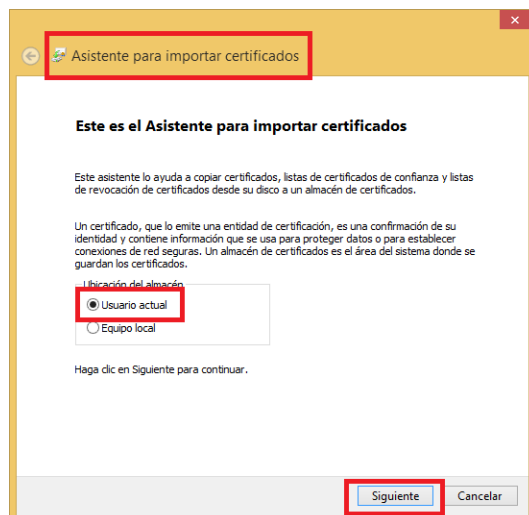 Asistente para importar certificados
Este es el Asistente para importar certificados
Este asistente lo ayuda a copiar certificados, listas de certificados de confianza y listas
de revocación de certificados desde su disco a un almacén de certificados.
Un certificado, que lo emite una entidad de certificación, es una confirmación de su
identidad y contiene información que se usa para proteger datos o para establecer
conexiones de red seguras. Un almacén de certificados es el área del sistema donde se
guardan los certificados.
Ubicación del almacén
Usuario actual
Equipo local
Haga clic en Siguiente para continuar.
Siguiente Cancelar